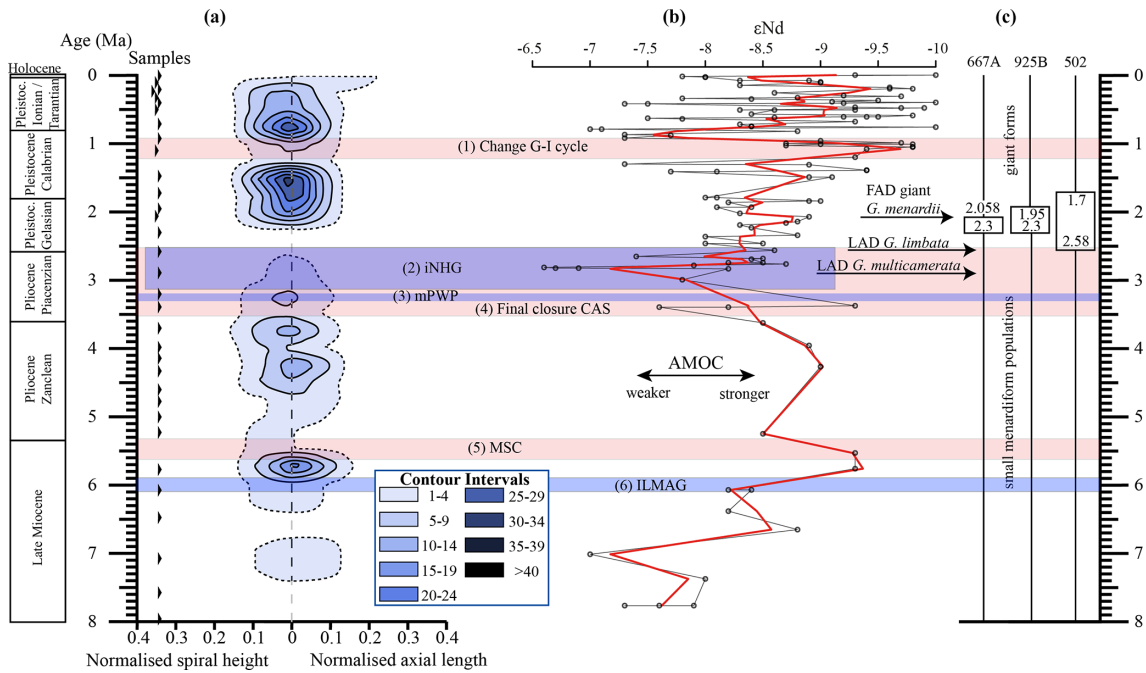 (a)
(b)
(c)
Age (Ma)
Samples
εNd
-6.5 -7 -7.5 -8 -8.5 -9 -9.5 -10
667A 925B 502
Holocene
Pleistoc.
Ionian /
Tarantian
Pleistocene
Calabrian
Pleistoc.
Gelasian
Pliocene
Piacenzian
Pliocene
Zanclean
Late Miocene
0
1
2
3
4
5
6
7
8
(1) Change G-I cycle
(2) iNHG
(3) mPWP
(4) Final closure CAS
(5) MSC
(6) ILMAG
AMOC
weaker
stronger
FAD giant
G. menardii
LAD G. limbata
LAD G. multicamerata
giant forms
small menardiform populations
2.058
2.3
1.95
2.3
1.7
2.58
0
1
2
3
4
5
6
7
8
Contour Intervals
1-4 25-29
5-9 30-34
10-14 35-39
15-19 >40
20-24
0.4 0.3 0.2 0.1 0 0.1 0.2 0.3 0.4
Normalised spiral height
Normalised axial length